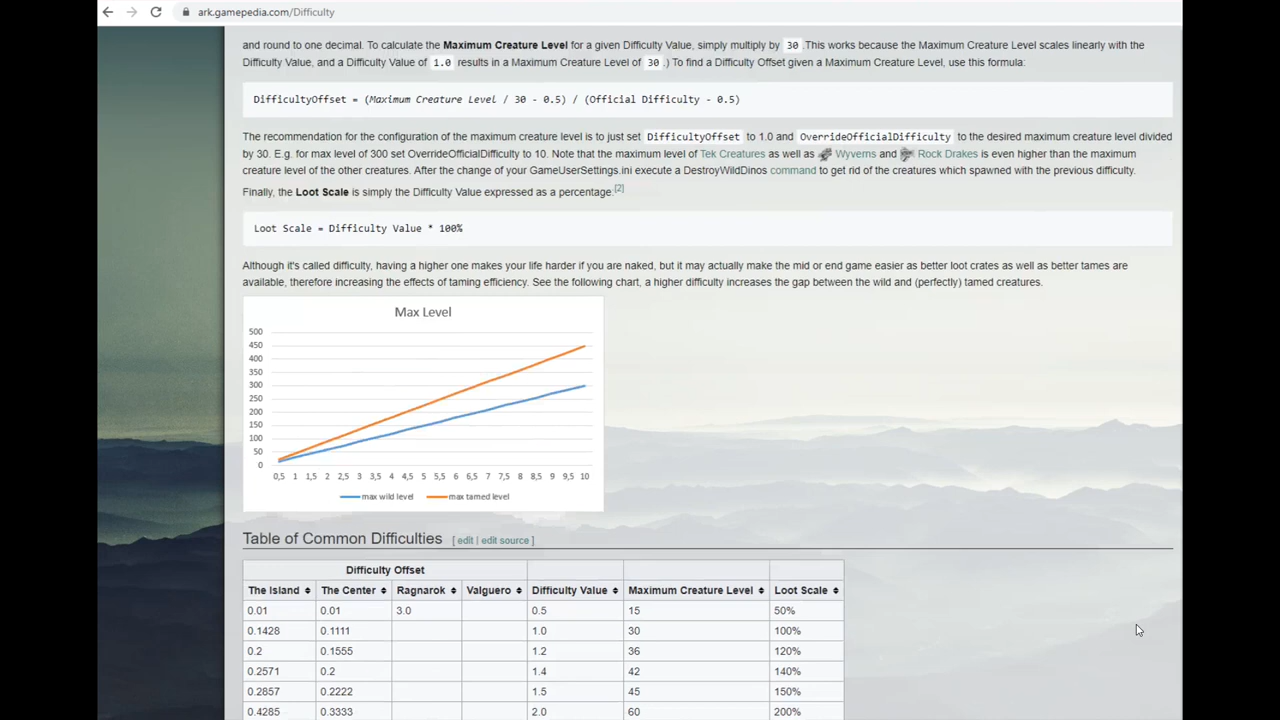 ark.gamepedia.com/Difficulty
and round to one decimal. To calculate the Maximum Creature Level for a given Difficulty Value, simply multiply by 30 .This works because the Maximum Creature Level scales linearly with the
Difficulty Value, and a Difficulty Value of 1.0 results in a Maximum Creature Level of 30 .) To find a Difficulty Offset given a Maximum Creature Level, use this formula:
DifficultyOffset = (Maximum Creature Level / 30 - 0.5) / (Official Difficulty - 0.5)
The recommendation for the configuration of the maximum creature level is to just set DifficultyOffset to 1.0 and OverrideOfficialDifficulty to the desired maximum creature level divided
by 30. E.g. for max level of 300 set OverrideOfficialDifficulty to 10. Note that the maximum level of Tek Creatures as well as Wyverns and Rock Drakes is even higher than the maximum
creature level of the other creatures. After the change of your GameUserSettings.ini execute a DestroyWildDinos command to get rid of the creatures which spawned with the previous difficulty.
Finally, the Loot Scale is simply the Difficulty Value expressed as a percentage.[2]
Loot Scale = Difficulty Value * 100%
Although it's called difficulty, having a higher one makes your life harder if you are naked, but it may actually make the mid or end game easier as better loot crates as well as better tames are
available, therefore increasing the effects of taming efficiency. See the following chart, a higher difficulty increases the gap between the wild and (perfectly) tamed creatures.
Max Level
500
450
400
350
300
250
200
150
100
50
0
0,5 1 1,5 2 2,5 3 3,5 4 4,5 5 5,5 6 6,5 7 7,5 8 8,5 9 9,5 10
max wild level max tamed level
Table of Common Difficulties [ edit | edit source ]
Difficulty Offset
The Island The Center Ragnarok Valguero Difficulty Value Maximum Creature Level Loot Scale
0.01 0.01 3.0 0.5 15 50%
0.1428 0.1111 1.0 30 100%
0.2 0.1555 1.2 36 120%
0.2571 0.2 1.4 42 140%
0.2857 0.2222 1.5 45 150%
0.4285 0.3333 2.0 60 200%